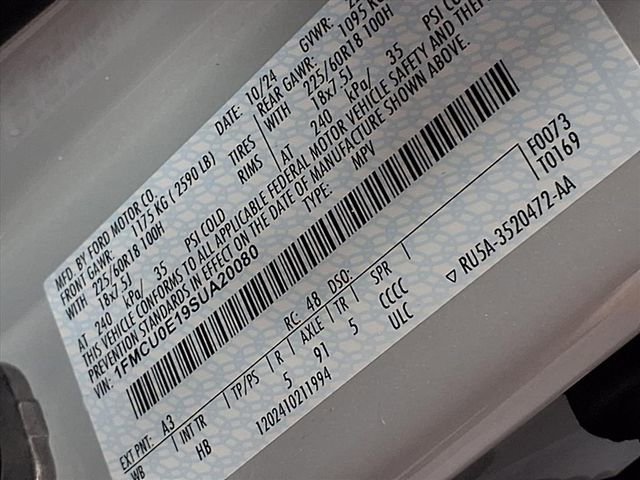 MFD. BY FORD MOTOR CO.
DATE: 10/24
GVWR:
FRONT GAWR: 1175 KG ( 2590 LB)
REAR GAWR: 1095 KG
WITH 225/60R18 100H TIRES WITH 225/60R18 100H
18x7.5J RIMS 18x7.5J
AT 240 kPa/ 35 PSI COLD AT 240 kPa/ 35 PSI COL
THIS VEHICLE CONFORMS TO ALL APPLICABLE FEDERAL MOTOR VEHICLE SAFETY AND THEFT
PREVENTION STANDARDS IN EFFECT ON THE DATE OF MANUFACTURE SHOWN ABOVE.
VIN: 1FMCU0E19SUA20080 TYPE: MPV
F0073
T0169
EXT PNT: A3 RC: 48 DSO:
WB INT TR TP/PS R AXLE TR SPR
HB 5 91 5 CCCC
1202410211994 ULC
▽ RU5A-3520472-AA